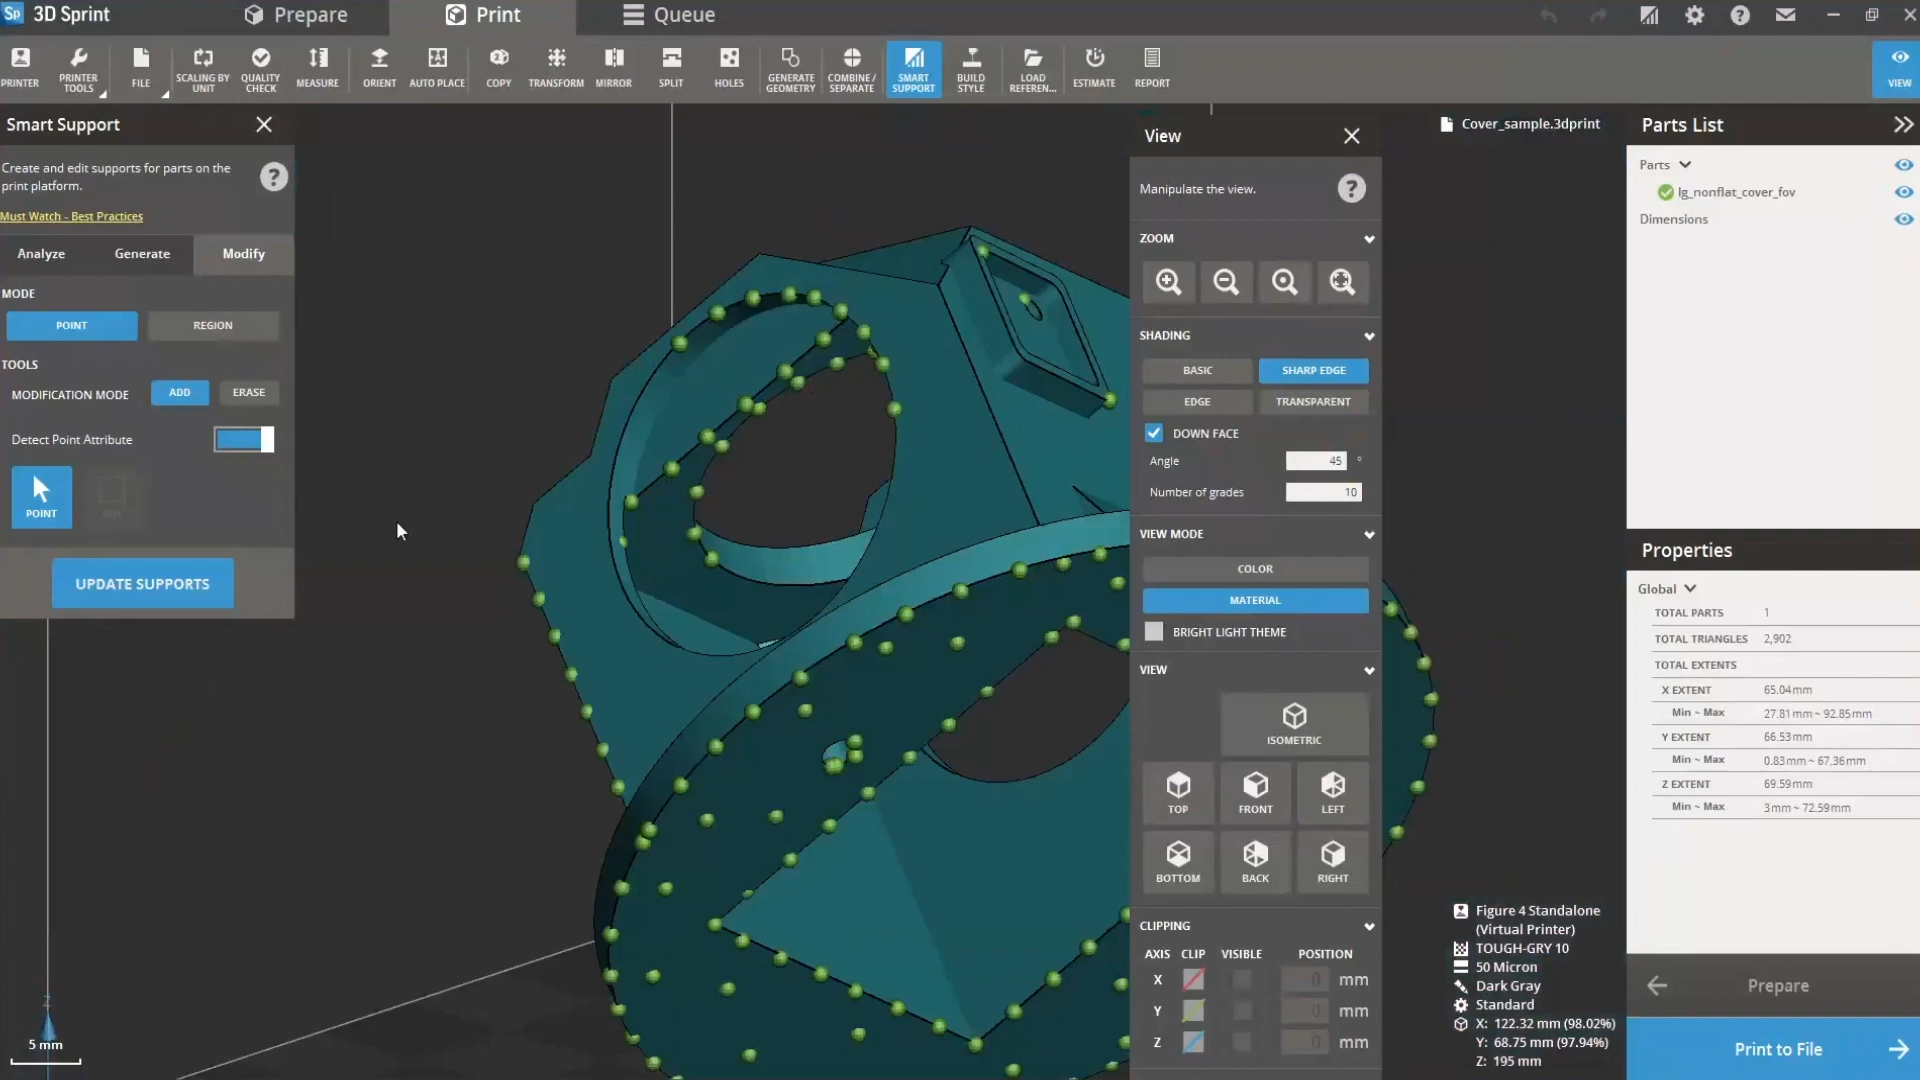 Sp 3D Sprint
Prepare
Print
Queue
PRINTER
PRINTER TOOLS
FILE
SCALING BY UNIT
QUALITY CHECK
MEASURE
ORIENT
AUTO PLACE
COPY
TRANSFORM
MIRROR
SPLIT
HOLES
GENERATE GEOMETRY
COMBINE / SEPARATE
SMART SUPPORT
BUILD STYLE
LOAD REFEREN...
ESTIMATE
REPORT
VIEW
Smart Support
Create and edit supports for parts on the
print platform.
Must Watch - Best Practices
Analyze
Generate
Modify
MODE
POINT
REGION
TOOLS
MODIFICATION MODE
ADD
ERASE
Detect Point Attribute
POINT
UPDATE SUPPORTS
Z
5 mm
View
Manipulate the view.
ZOOM
SHADING
BASIC
SHARP EDGE
EDGE
TRANSPARENT
DOWN FACE
Angle
45 °
Number of grades
10
VIEW MODE
COLOR
MATERIAL
BRIGHT LIGHT THEME
VIEW
ISOMETRIC
TOP
FRONT
LEFT
BOTTOM
BACK
RIGHT
CLIPPING
AXIS CLIP VISIBLE POSITION
X 0 mm
Y 0 mm
Z 0 mm
Cover_sample.3dprint
Figure 4 Standalone
(Virtual Printer)
TOUGH-GRY 10
50 Micron
Dark Gray
Standard
X: 122.32 mm (98.02%)
Y: 68.75 mm (97.94%)
Z: 195 mm
Parts List
Parts
lg_nonflat_cover_fov
Dimensions
Properties
Global
TOTAL PARTS 1
TOTAL TRIANGLES 2,902
TOTAL EXTENTS
X EXTENT 65.04mm
Min ~ Max 27.81mm ~ 92.85mm
Y EXTENT 66.53mm
Min ~ Max 0.83mm ~ 67.36mm
Z EXTENT 69.59mm
Min ~ Max 3mm ~ 72.59mm
Prepare
Print to File